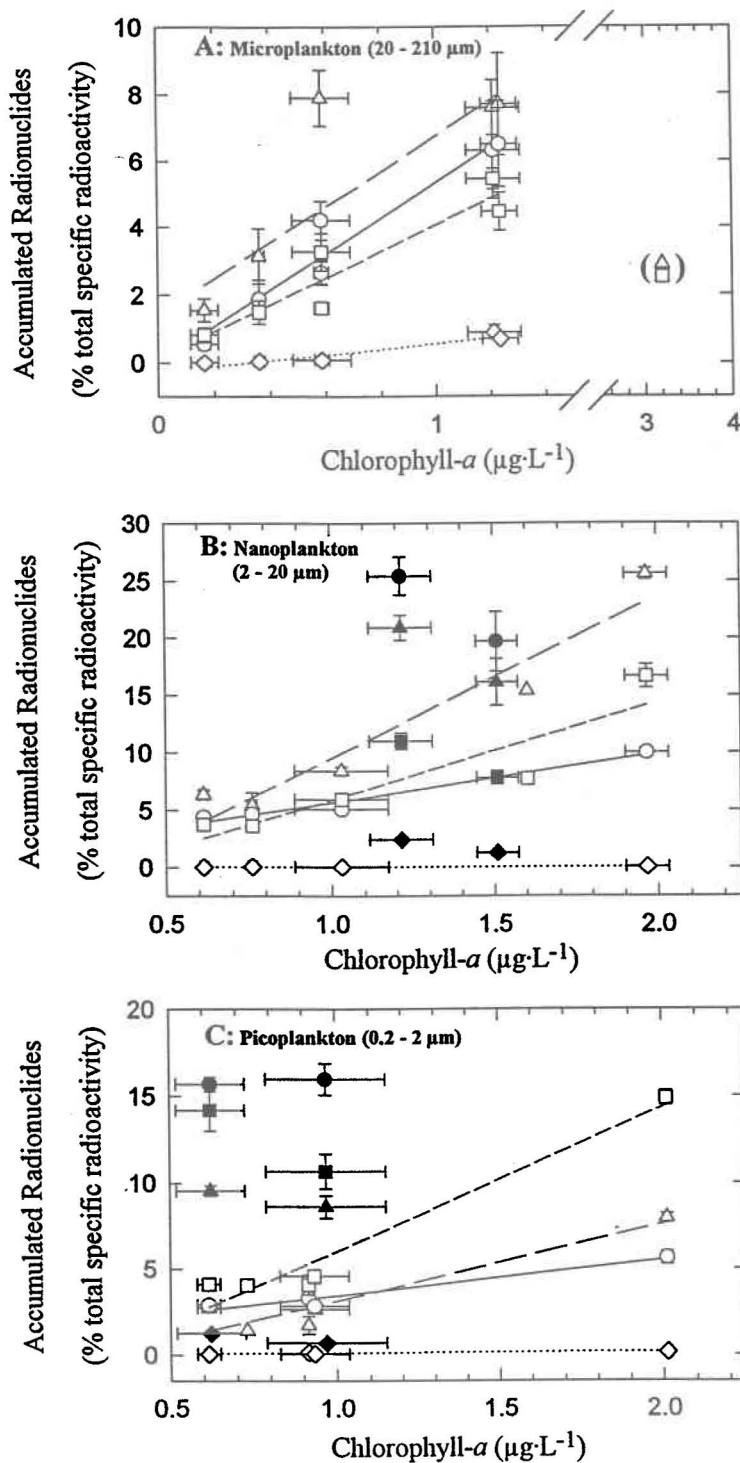 Accumulated Radionuclides
(% total specific radioactivity)
10
8
6
4
2
0
A: Microplankton (20 - 210 µm)
( )
0
1
3
4
Chlorophyll-a (µg·L-1)
Accumulated Radionuclides
(% total specific radioactivity)
30
25
20
15
10
5
0
B: Nanoplankton
(2 - 20 µm)
0.5
1.0
1.5
2.0
Chlorophyll-a (µg·L-1)
Accumulated Radionuclides
(% total specific radioactivity)
20
15
10
5
0
C: Picoplankton (0.2 - 2 µm)
0.5
1.0
1.5
2.0
Chlorophyll-a (µg·L-1)